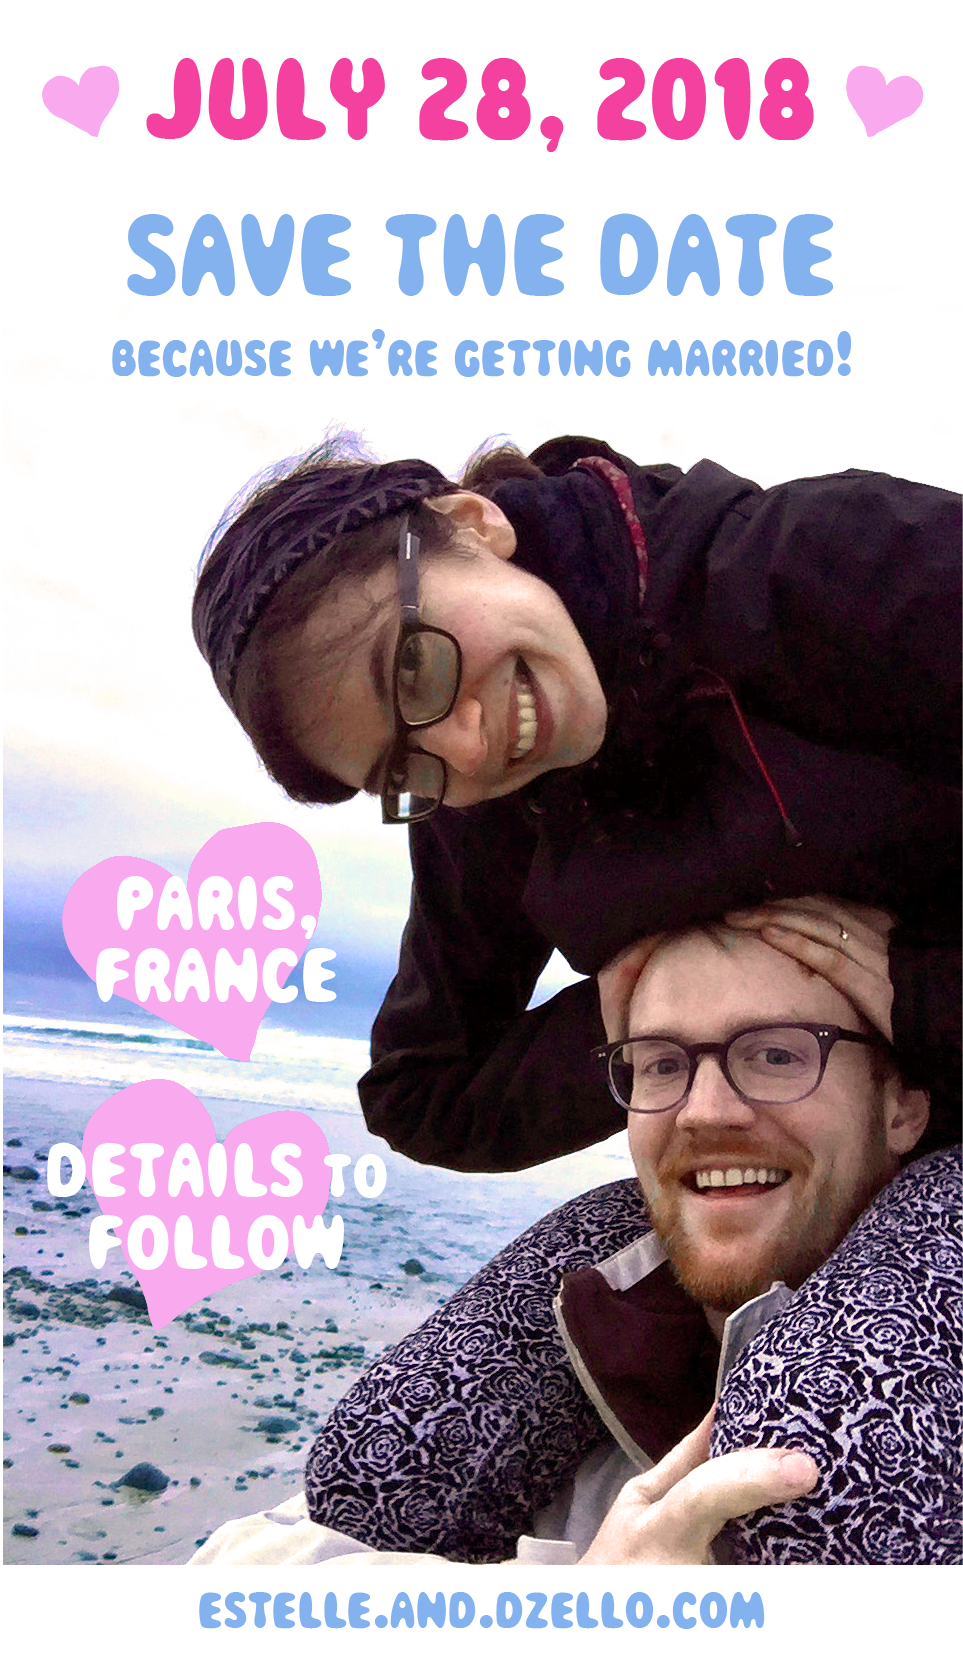 JULY 28, 2018
SAVE THE DATE
BECAUSE WE'RE GETTING MARRIED!
PARIS,
FRANCE
DETAILS TO
FOLLOW
ESTELLE.AND.DZELLO.COM